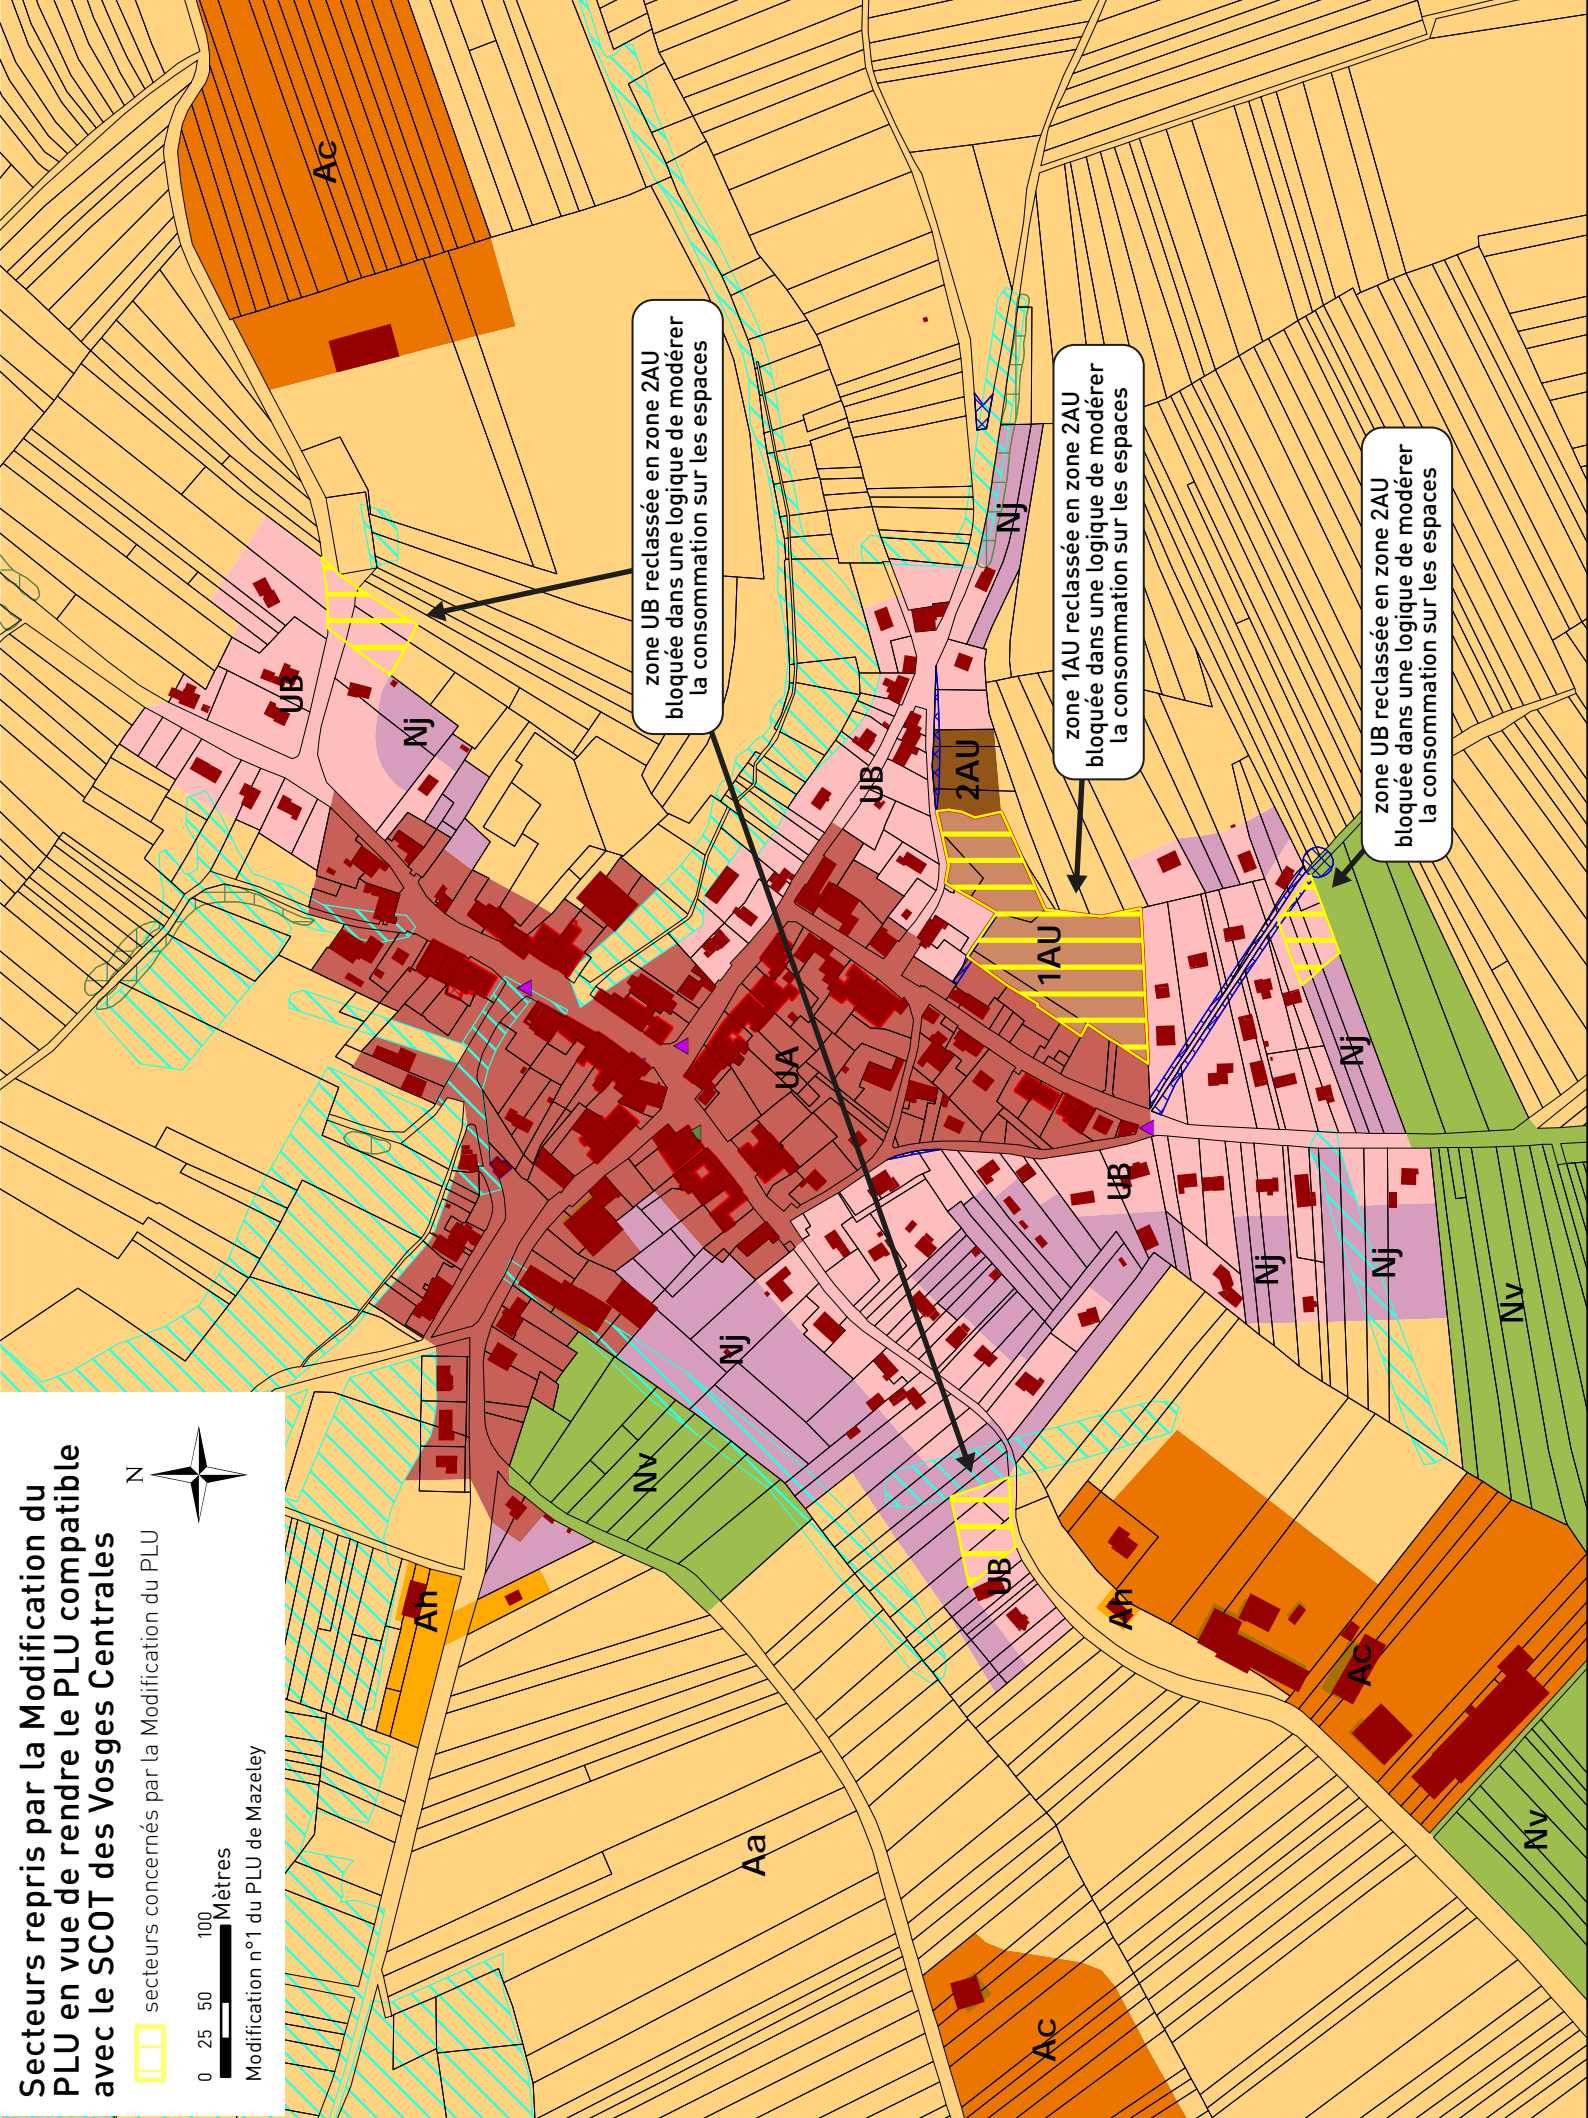 Secteurs repris par la Modification du
PLU en vue de rendre le PLU compatible
avec le SCOT des Vosges Centrales
N
secteurs concernés par la Modification du PLU
0 25 50 100
Mètres
Modification n°1 du PLU de Mazeley
zone UB reclassée en zone 2AU
bloquée dans une logique de modérer
la consommation sur les espaces
zone 1AU reclassée en zone 2AU
bloquée dans une logique de modérer
la consommation sur les espaces
zone UB reclassée en zone 2AU
bloquée dans une logique de modérer
la consommation sur les espaces
Ac
UB
Nj
Ah
Nv
Nj
UA
UB
2AU
Nj
1AU
Aa
UB
UB
Ah
Nj
Nj
Nj
Ac
Ac
Nv
Nv